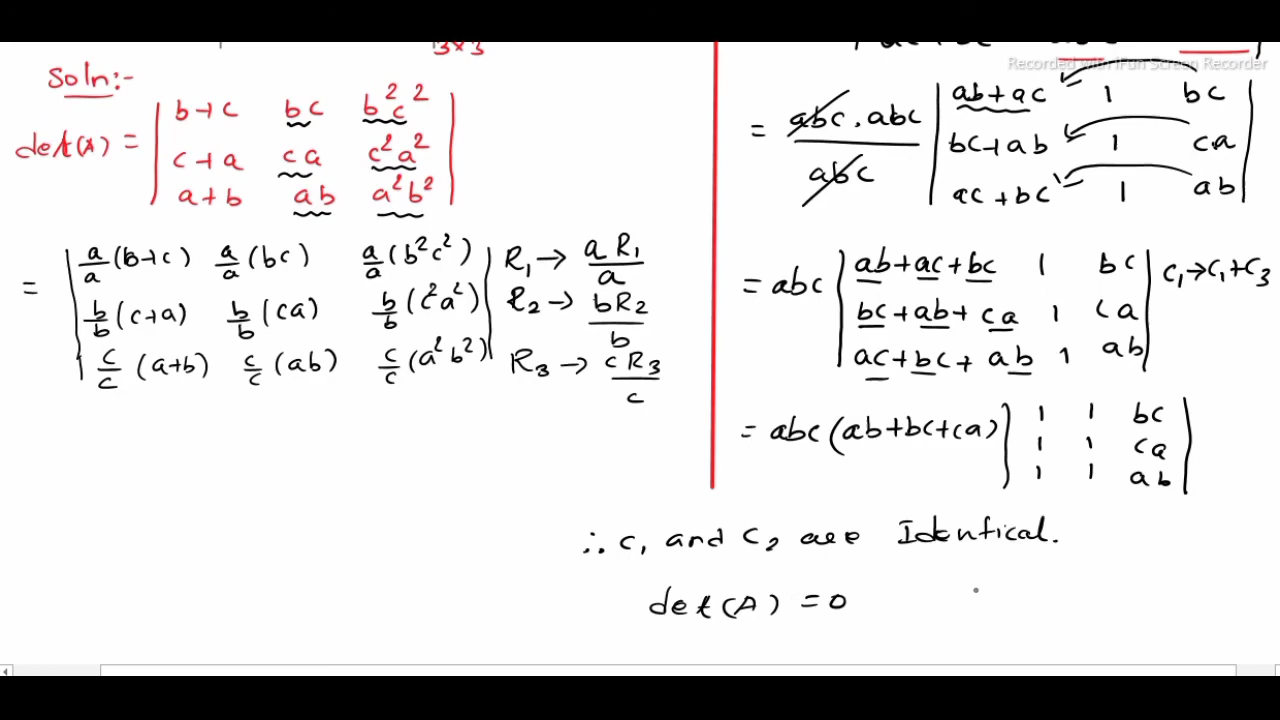 3×3
Soln:-
det(A) = | b+c bc b²c² |
| c+a ca c²a² |
| a+b ab a²b² |
= | a/a (b+c) a/a (bc) a/a (b²c²) | R₁ → a R₁/a
| b/b (c+a) b/b (ca) b/b (c²a²) | R₂ → bR₂/b
| c/c (a+b) c/c (ab) c/c (a²b²) | R₃ → c R₃/c
Recorded with iFun Screen Recorder
= abc.abc/abc | ab+ac 1 bc |
| bc+ab 1 ca |
| ac+bc 1 ab |
= abc | ab+ac+bc 1 bc | C₁→C₁+C₃
| bc+ab+ca 1 ca |
| ac+bc+ab 1 ab |
= abc (ab+bc+ca) | 1 1 bc |
| 1 1 ca |
| 1 1 ab |
∴ C₁ and C₂ are Identical.
det(A) = 0